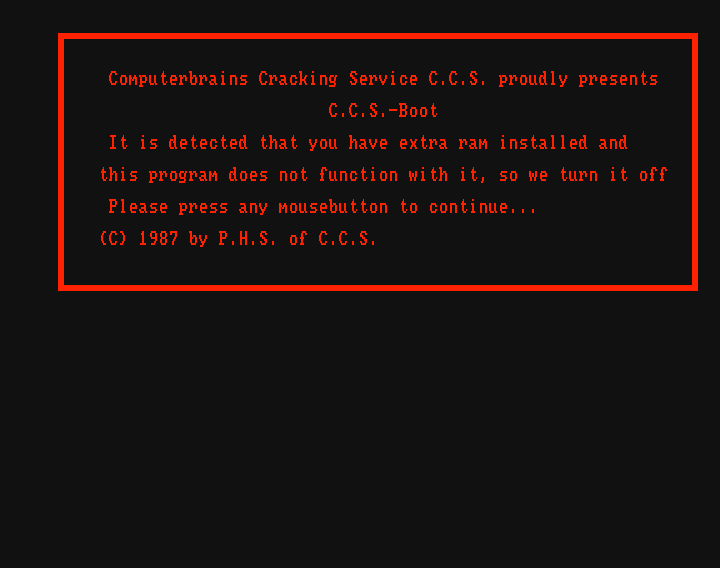 Computerbrains Cracking Service C.C.S. proudly presents
C.C.S.-Boot
It is detected that you have extra ram installed and
this program does not function with it, so we turn it off
Please press any mousebutton to continue...
(C) 1987 by P.H.S. of C.C.S.